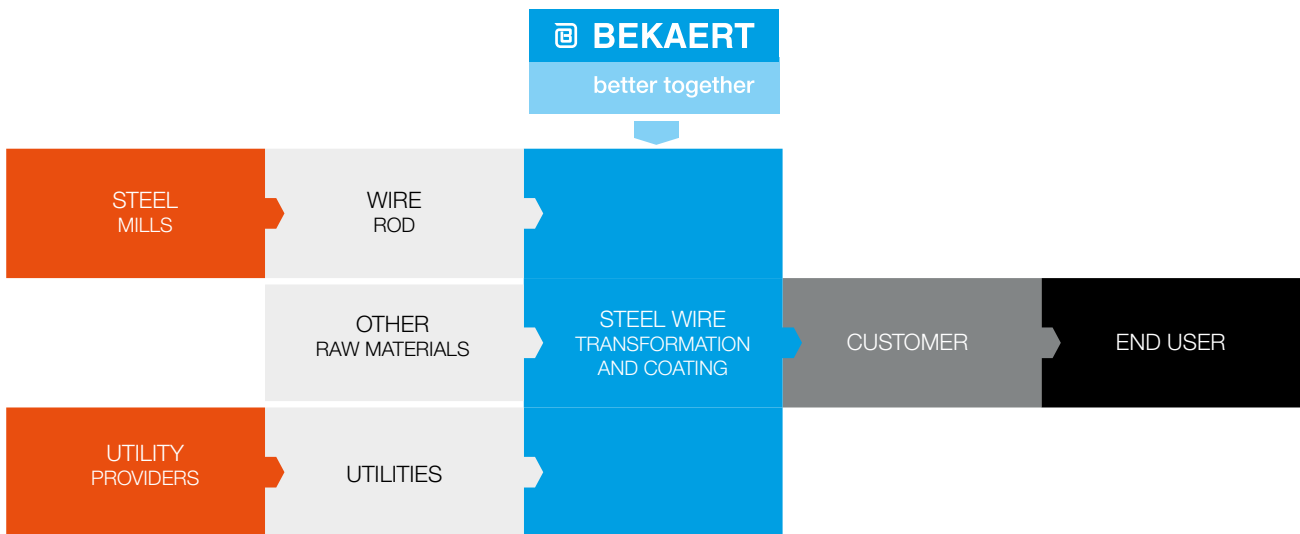 BEKAERT
better together
STEEL
MILLS
WIRE
ROD
OTHER
RAW MATERIALS
STEEL WIRE
TRANSFORMATION
AND COATING
CUSTOMER
END USER
UTILITY
PROVIDERS
UTILITIES